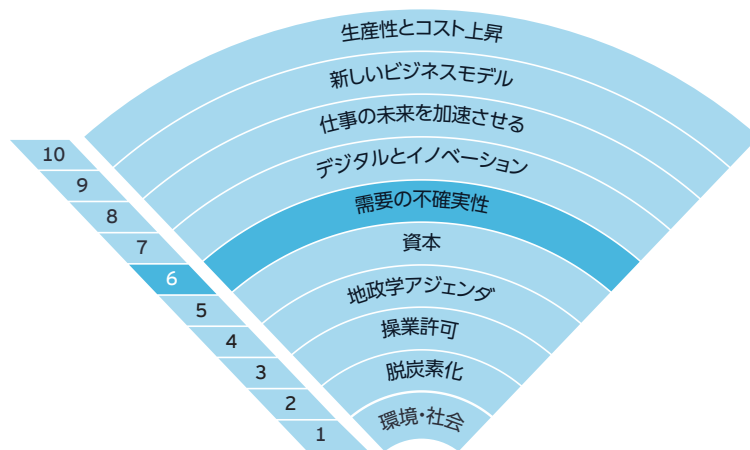 生産性とコスト上昇
新しいビジネスモデル
仕事の未来を加速させる
デジタルとイノベーション
需要の不確実性
資本
地政学アジェンダ
操業許可
脱炭素化
環境・社会
10
9
8
7
6
5
4
3
2
1